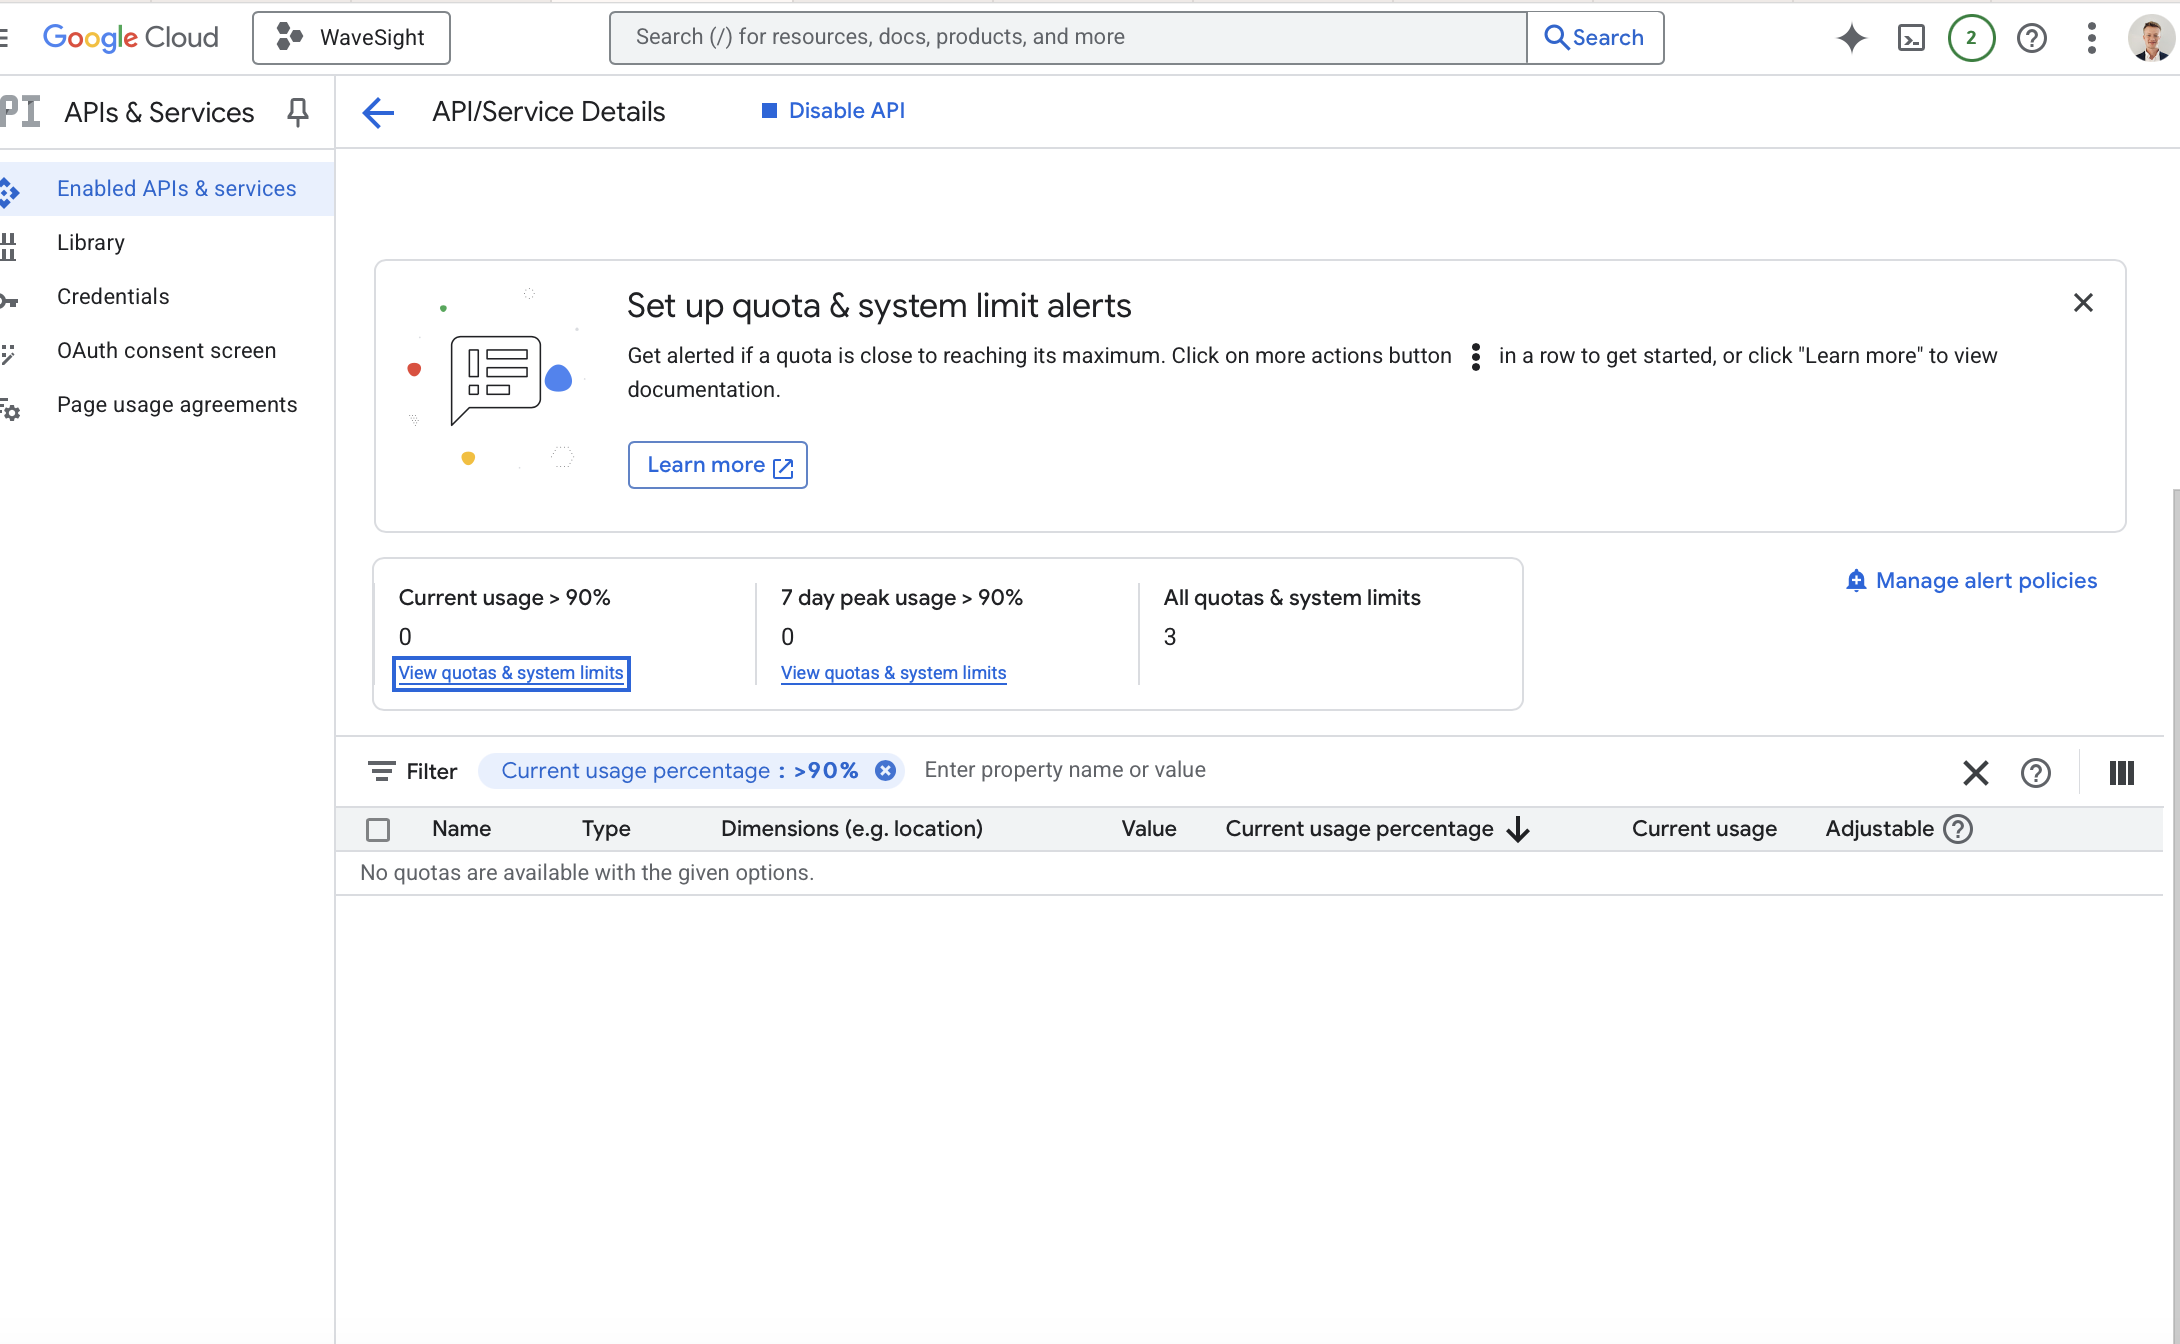 Google Cloud
WaveSight
Search (/) for resources, docs, products, and more
Search
2
PI
APIs & Services
API/Service Details
Disable API
Enabled APIs & services
Library
Credentials
OAuth consent screen
Page usage agreements
Set up quota & system limit alerts
Get alerted if a quota is close to reaching its maximum. Click on more actions button in a row to get started, or click "Learn more" to view
documentation.
Learn more
Current usage > 90%
0
View quotas & system limits
7 day peak usage > 90%
0
View quotas & system limits
All quotas & system limits
3
Manage alert policies
Filter
Current usage percentage : >90%
Enter property name or value
Name Type Dimensions (e.g. location) Value Current usage percentage Current usage Adjustable
No quotas are available with the given options.